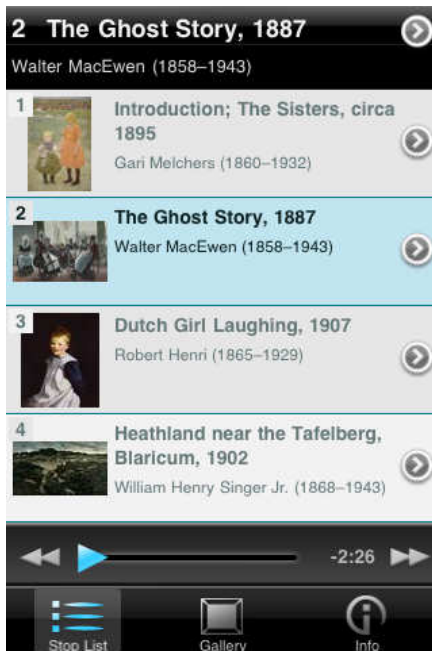 2 The Ghost Story, 1887
Walter MacEwen (1858–1943)
1
Introduction; The Sisters, circa
1895
Gari Melchers (1860–1932)
2
The Ghost Story, 1887
Walter MacEwen (1858–1943)
3
Dutch Girl Laughing, 1907
Robert Henri (1865–1929)
4
Heathland near the Tafelberg,
Blaricum, 1902
William Henry Singer Jr. (1868–1943)
-2:26
Stop List
Gallery
Info